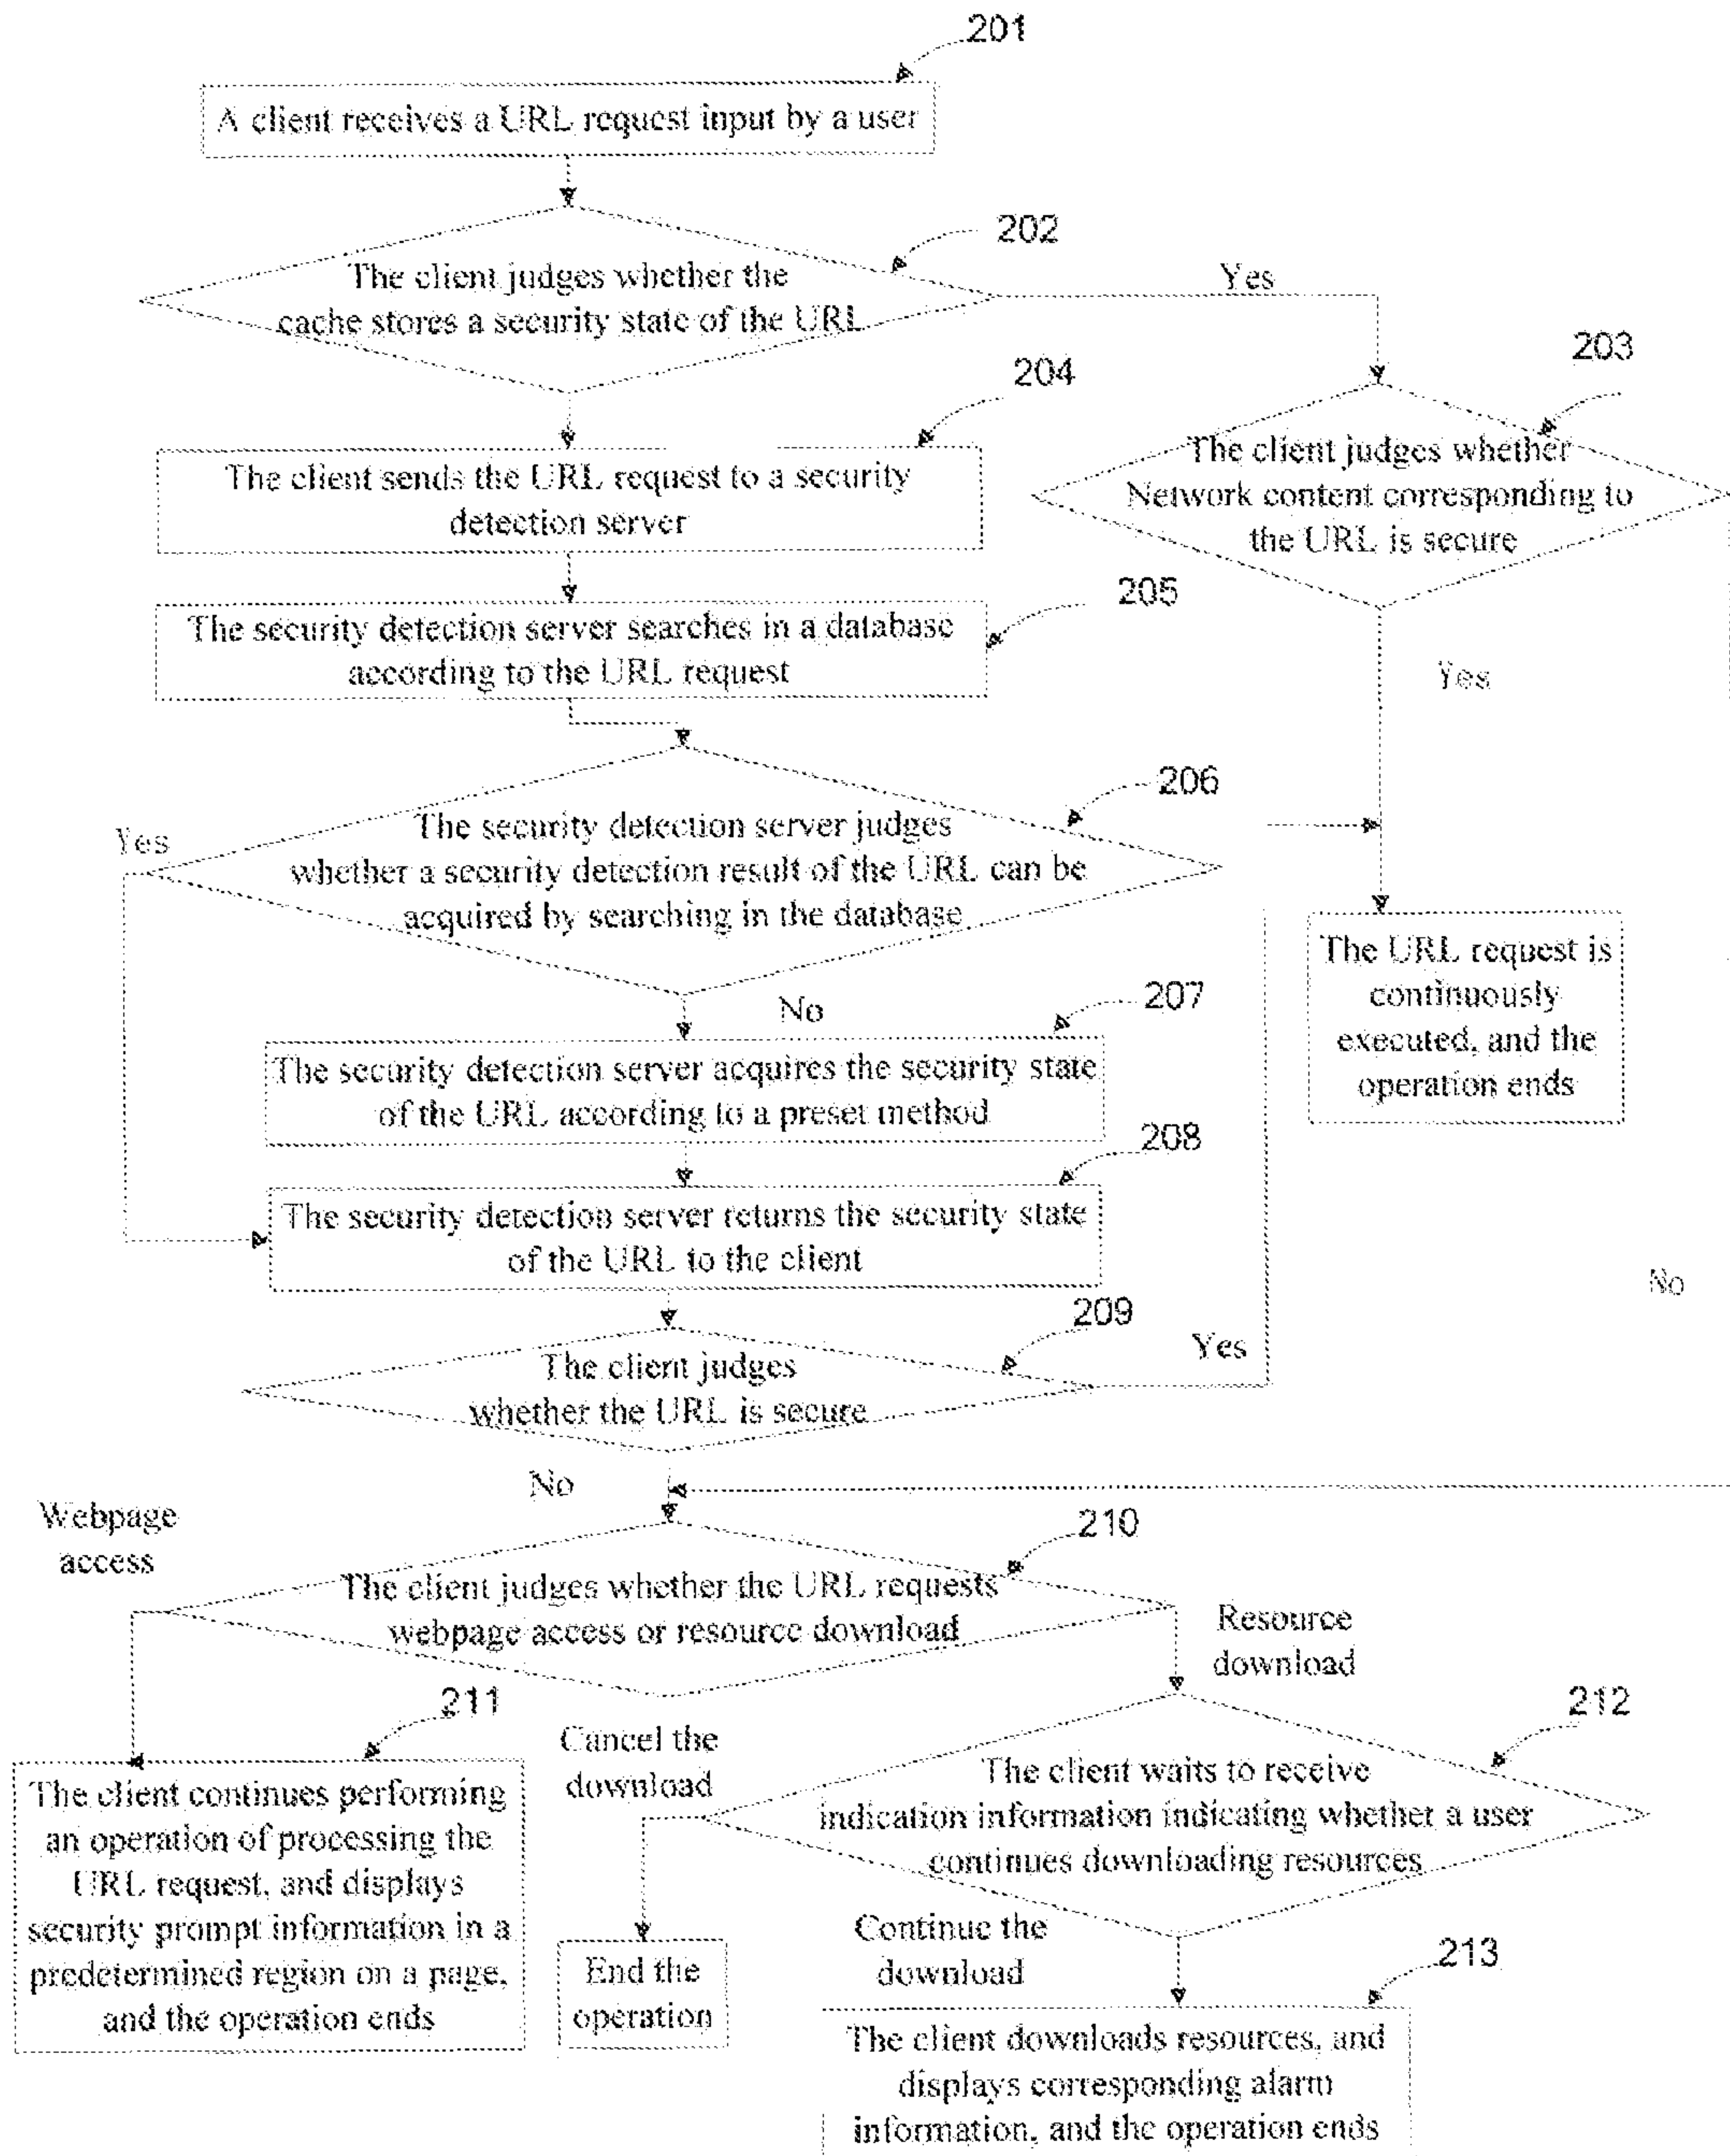 201
A client receives a URL request input by a user
202
The client judges whether the
cache stores a security state of the URL
Yes
203
The client judges whether
Network content corresponding to
the URL is secure
204
The client sends the URL request to a security
detection server
205
The security detection server searches in a database
according to the URL request
Yes
206
The security detection server judges
whether a security detection result of the URL can be
acquired by searching in the database
Yes
The URL request is
continuously
executed, and the
operation ends
No
207
The security detection server acquires the security state
of the URL according to a preset method
208
The security detection server returns the security state
of the URL to the client
No
209
The client judges
whether the URL is secure
Yes
No
Webpage
access
210
The client judges whether the URL requests
webpage access or resource download
Resource
download
211
The client continues performing
an operation of processing the
URL request, and displays
security prompt information in a
predetermined region on a page,
and the operation ends
Cancel the
download
212
The client waits to receive
indication information indicating whether a user
continues downloading resources
End the
operation
Continue the
download
213
The client downloads resources, and
displays corresponding alarm
information, and the operation ends